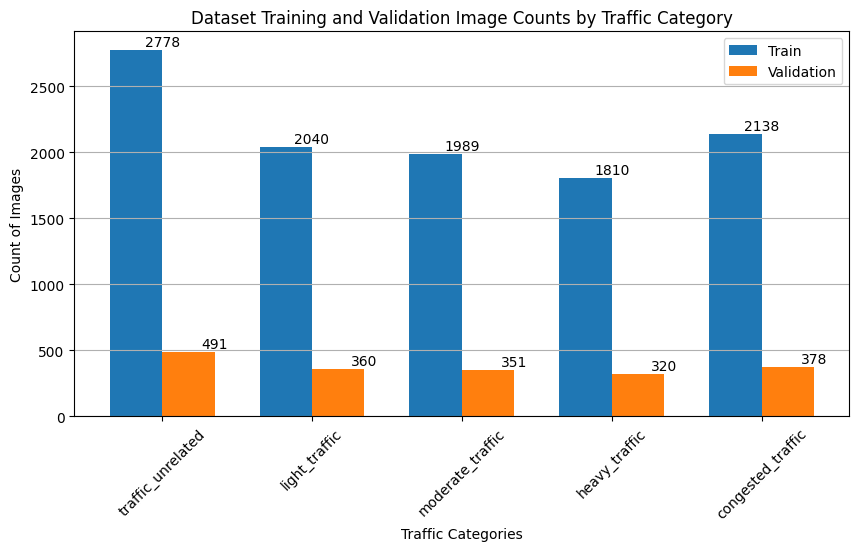 Dataset Training and Validation Image Counts by Traffic Category
Train
Validation
Count of Images
2500
2000
1500
1000
500
0
2778
491
2040
360
1989
351
1810
320
2138
378
traffic_unrelated
light_traffic
moderate_traffic
heavy_traffic
congested_traffic
Traffic Categories